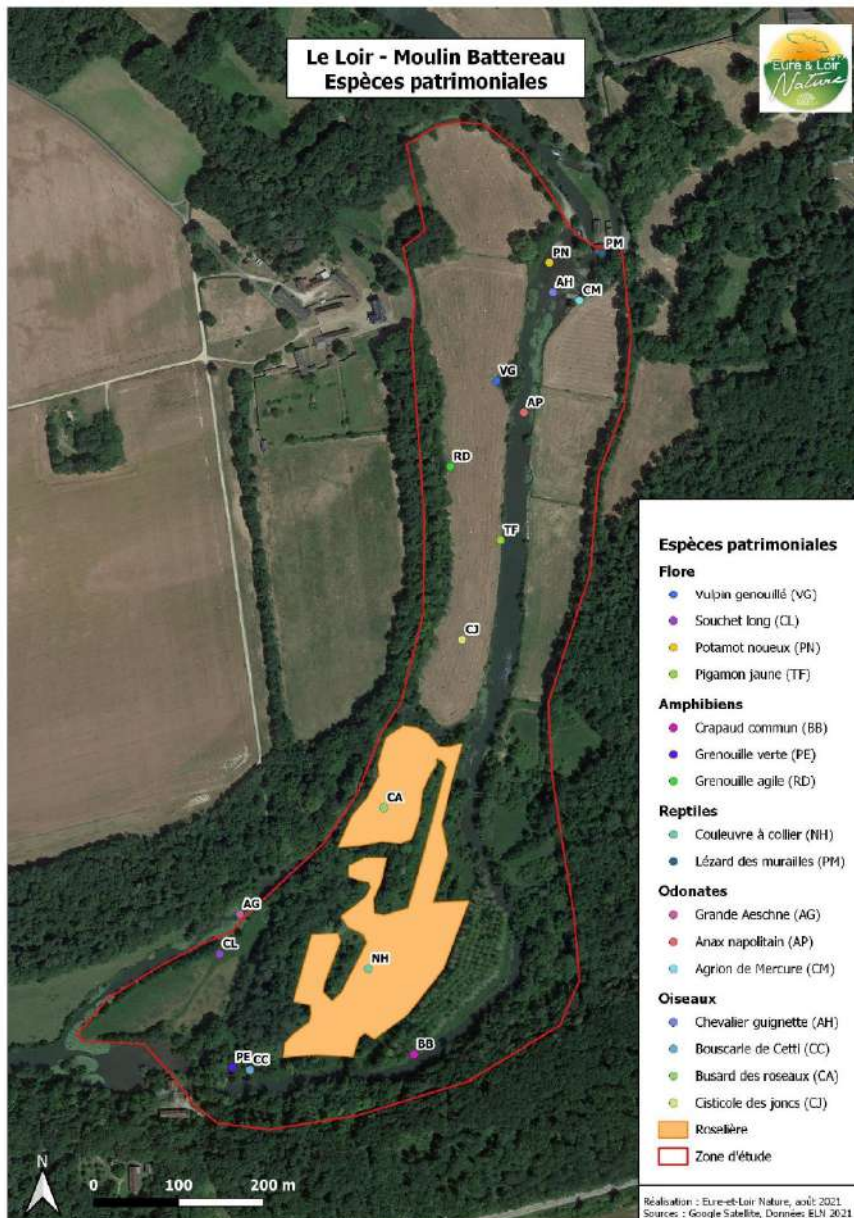 Le Loir - Moulin Battereau
Espèces patrimoniales
Eure & Loir
Nature
PM
PN
AH
CM
VG
AP
RD
TF
CJ
CA
AG
CL
NH
BB
PE
CC
Espèces patrimoniales
Flore
Vulpin genouillé (VG)
Souchet long (CL)
Potamot noueux (PN)
Pigamon jaune (TF)
Amphibiens
Crapaud commun (BB)
Grenouille verte (PE)
Grenouille agile (RD)
Reptiles
Couleuvre à collier (NH)
Lézard des murailles (PM)
Odonates
Grande Aeschne (AG)
Anax napolitain (AP)
Agrion de Mercure (CM)
Oiseaux
Chevalier guignette (AH)
Bouscarle de Cetti (CC)
Busard des roseaux (CA)
Cisticole des joncs (CJ)
Roselière
Zone d'étude
N
0 100 200 m
Réalisation : Eure-et-Loir Nature, août 2021
Sources : Google Satellite, Données ELN 2021